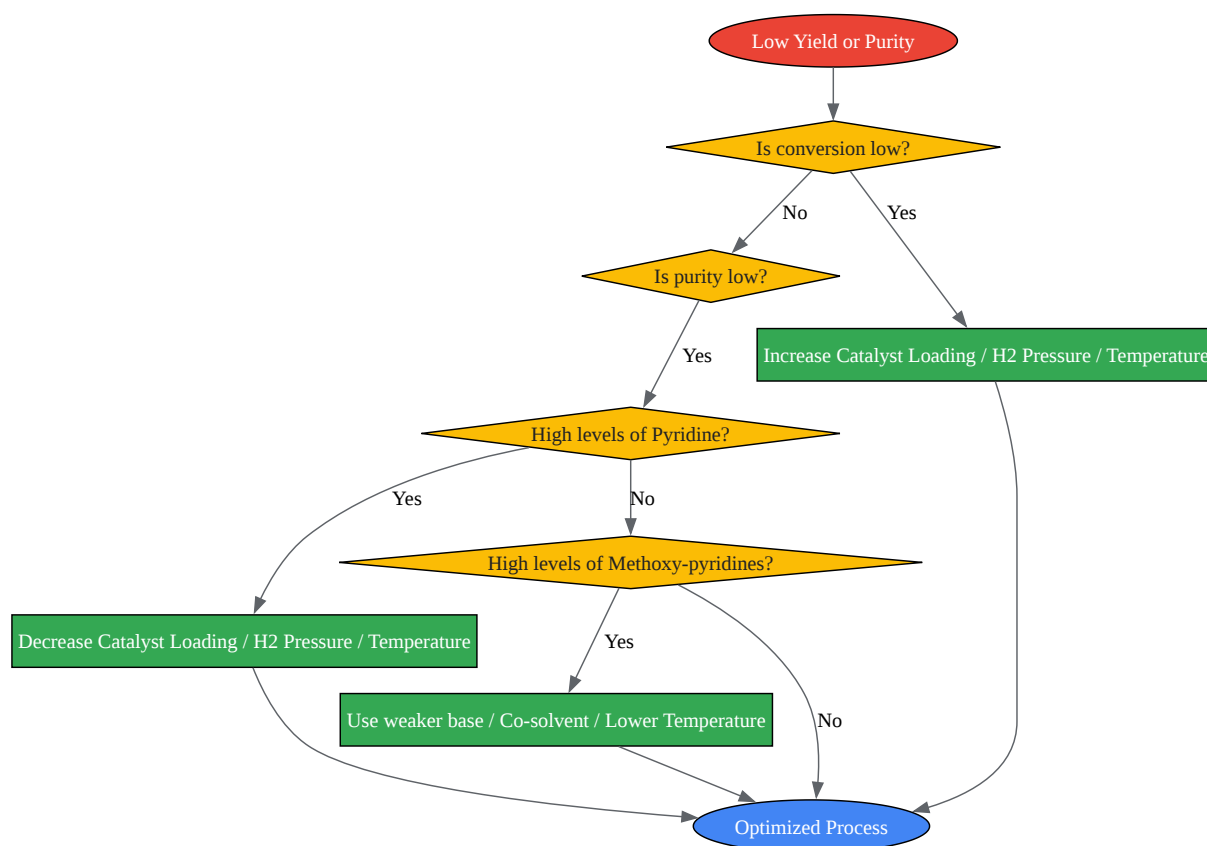 Low Yield or Purity
Is conversion low?
No
Yes
Is purity low?
Yes
Increase Catalyst Loading / H2 Pressure / Temperature
High levels of Pyridine?
Yes
No
High levels of Methoxy-pyridines?
Decrease Catalyst Loading / H2 Pressure / Temperature
Yes
Use weaker base / Co-solvent / Lower Temperature
No
Optimized Process